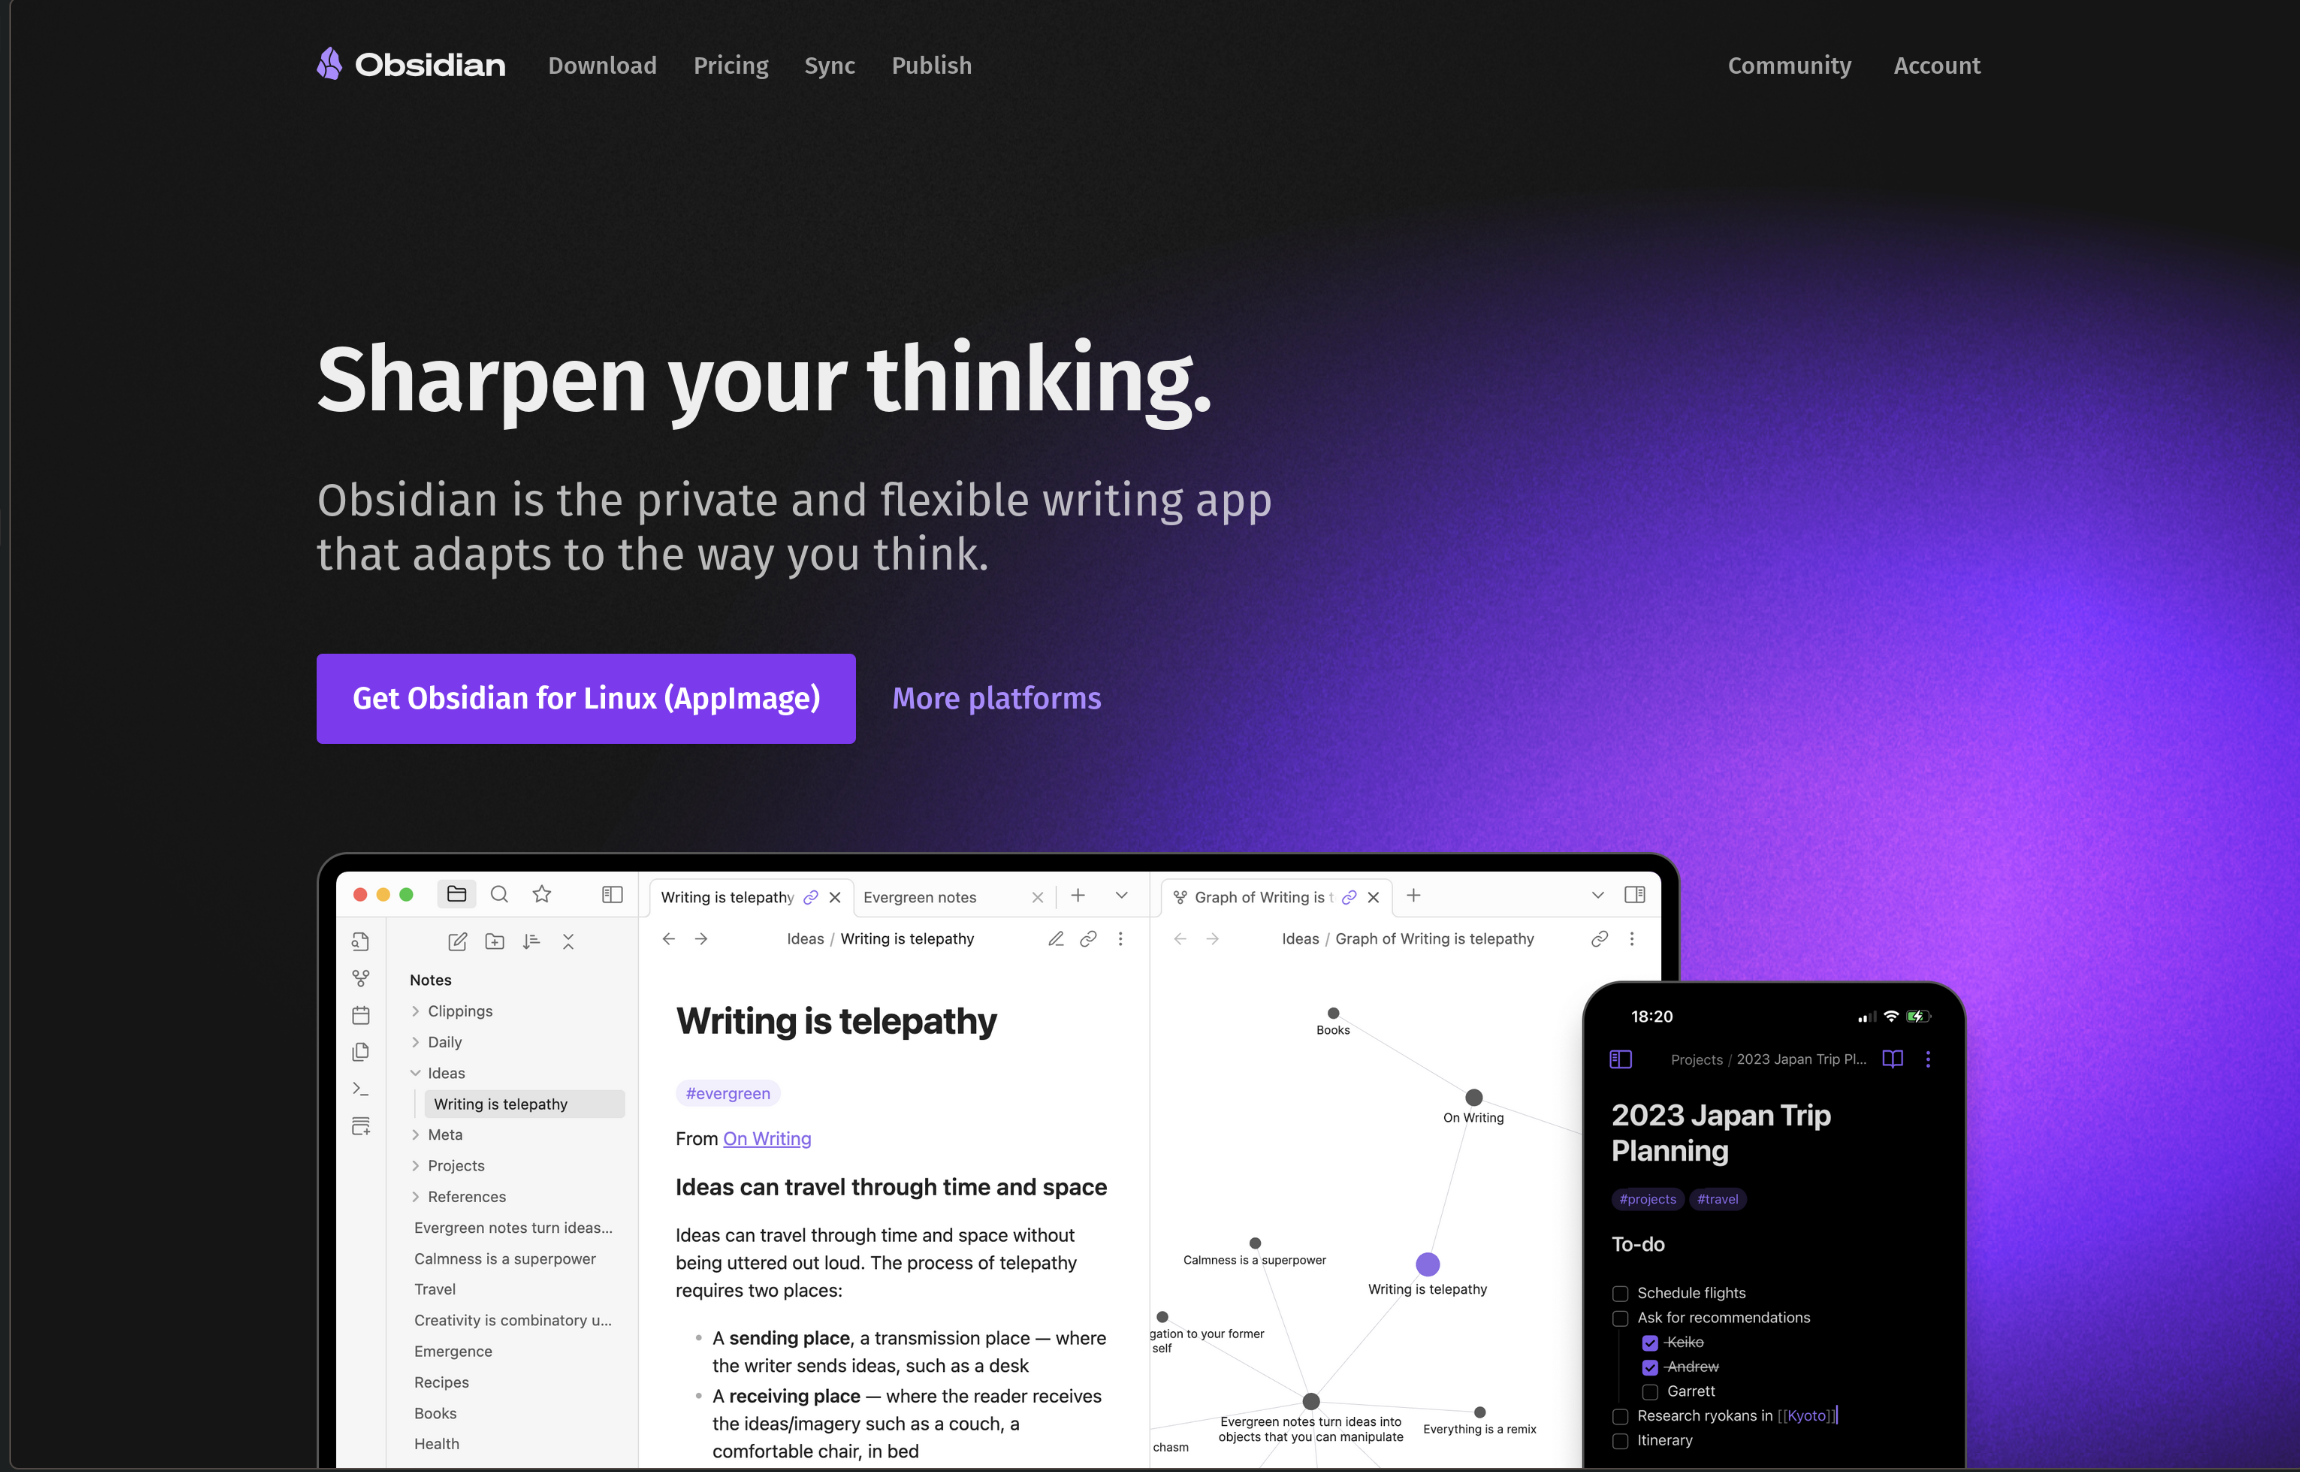 Obsidian
Download
Pricing
Sync
Publish
Community
Account
Sharpen your thinking.
Obsidian is the private and flexible writing app
that adapts to the way you think.
Get Obsidian for Linux (AppImage)
More platforms
Writing is telepathy
Evergreen notes
Graph of Writing is t
Ideas / Writing is telepathy
Ideas / Graph of Writing is telepathy
Notes
Clippings
Daily
Ideas
Writing is telepathy
Meta
Projects
References
Evergreen notes turn ideas...
Calmness is a superpower
Travel
Creativity is combinatory u...
Emergence
Recipes
Books
Health
Writing is telepathy
#evergreen
From On Writing
Ideas can travel through time and space
Ideas can travel through time and space without
being uttered out loud. The process of telepathy
requires two places:
• A sending place, a transmission place — where
the writer sends ideas, such as a desk
• A receiving place — where the reader receives
the ideas/imagery such as a couch, a
comfortable chair, in bed
Books
On Writing
Calmness is a superpower
Writing is telepathy
gation to your former
self
Evergreen notes turn ideas into
objects that you can manipulate
Everything is a remix
chasm
18:20
Projects / 2023 Japan Trip Pl...
2023 Japan Trip
Planning
#projects #travel
To-do
Schedule flights
Ask for recommendations
Keiko
Andrew
Garrett
Research ryokans in [[Kyoto]]
Itinerary